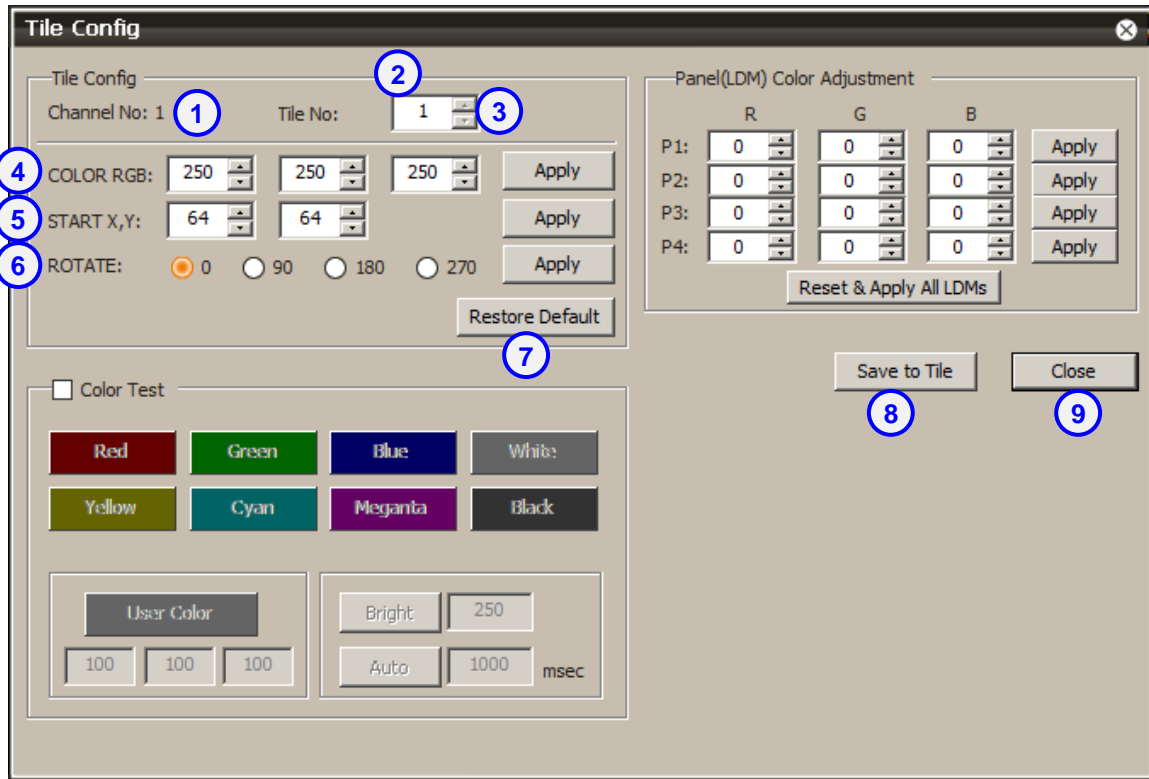 Tile Config
Tile Config
2
Channel No: 1 1 Tile No: 1 3
4 COLOR RGB: 250 250 250 Apply
5 START X,Y: 64 64 Apply
6 ROTATE: 0 90 180 270 Apply
Restore Default
7
Panel(LDM) Color Adjustment
R G B
P1: 0 0 0 Apply
P2: 0 0 0 Apply
P3: 0 0 0 Apply
P4: 0 0 0 Apply
Reset & Apply All LDMs
Save to Tile Close
8 9
Color Test
Red Green Blue White
Yellow Cyan Meganta Black
User Color
100 100 100
Bright 250
Auto 1000 msec